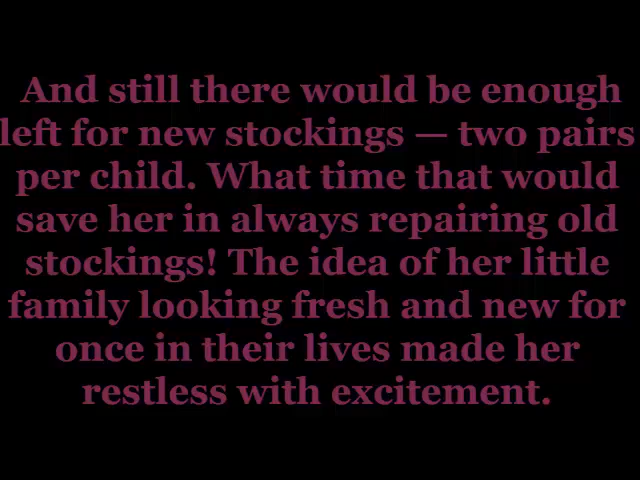 And still there would be enough
left for new stockings — two pairs
per child. What time that would
save her in always repairing old
stockings! The idea of her little
family looking fresh and new for
once in their lives made her
restless with excitement.